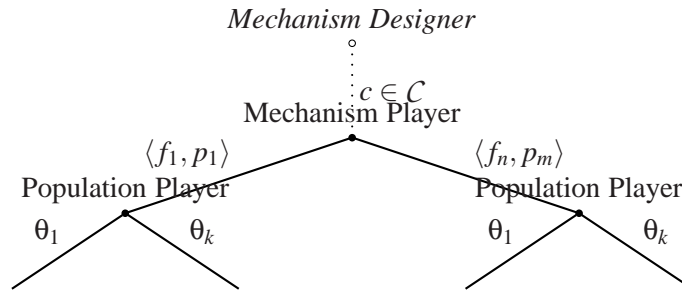 Mechanism Designer
c ∈ C
Mechanism Player
⟨f₁, p₁⟩ ⟨fₙ, pₘ⟩
Population Player Population Player
θ₁ θₖ θ₁ θₖ